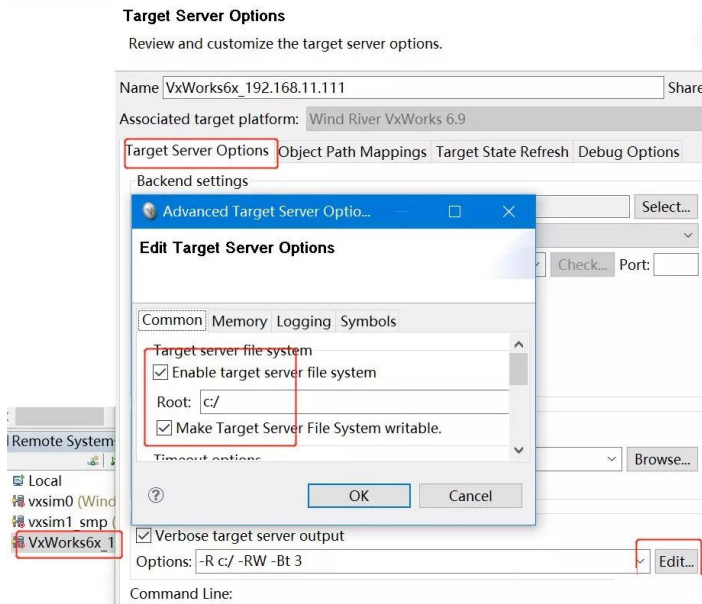 Target Server Options
Review and customize the target server options.
Name VxWorks6x_192.168.11.111 Share
Associated target platform: Wind River VxWorks 6.9
Target Server Options Object Path Mappings Target State Refresh Debug Options
Backend settings
Select...
Check... Port:
Advanced Target Server Optio...
Edit Target Server Options
Common Memory Logging Symbols
Target server file system
Enable target server file system
Root: c:/
Make Target Server File System writable.
Timeout options
OK Cancel
Browse...
Remote System
Local
vxsim0 (Wind
vxsim1_smp (
VxWorks6x_1
Verbose target server output
Options: -R c:/ -RW -Bt 3 Edit...
Command Line: